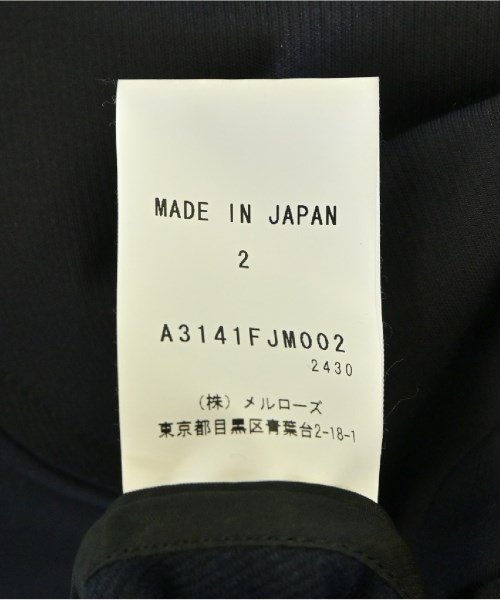 MADE IN JAPAN
2
A3141FJM002
2430
(株) メルローズ
東京都目黒区青葉台2-18-1